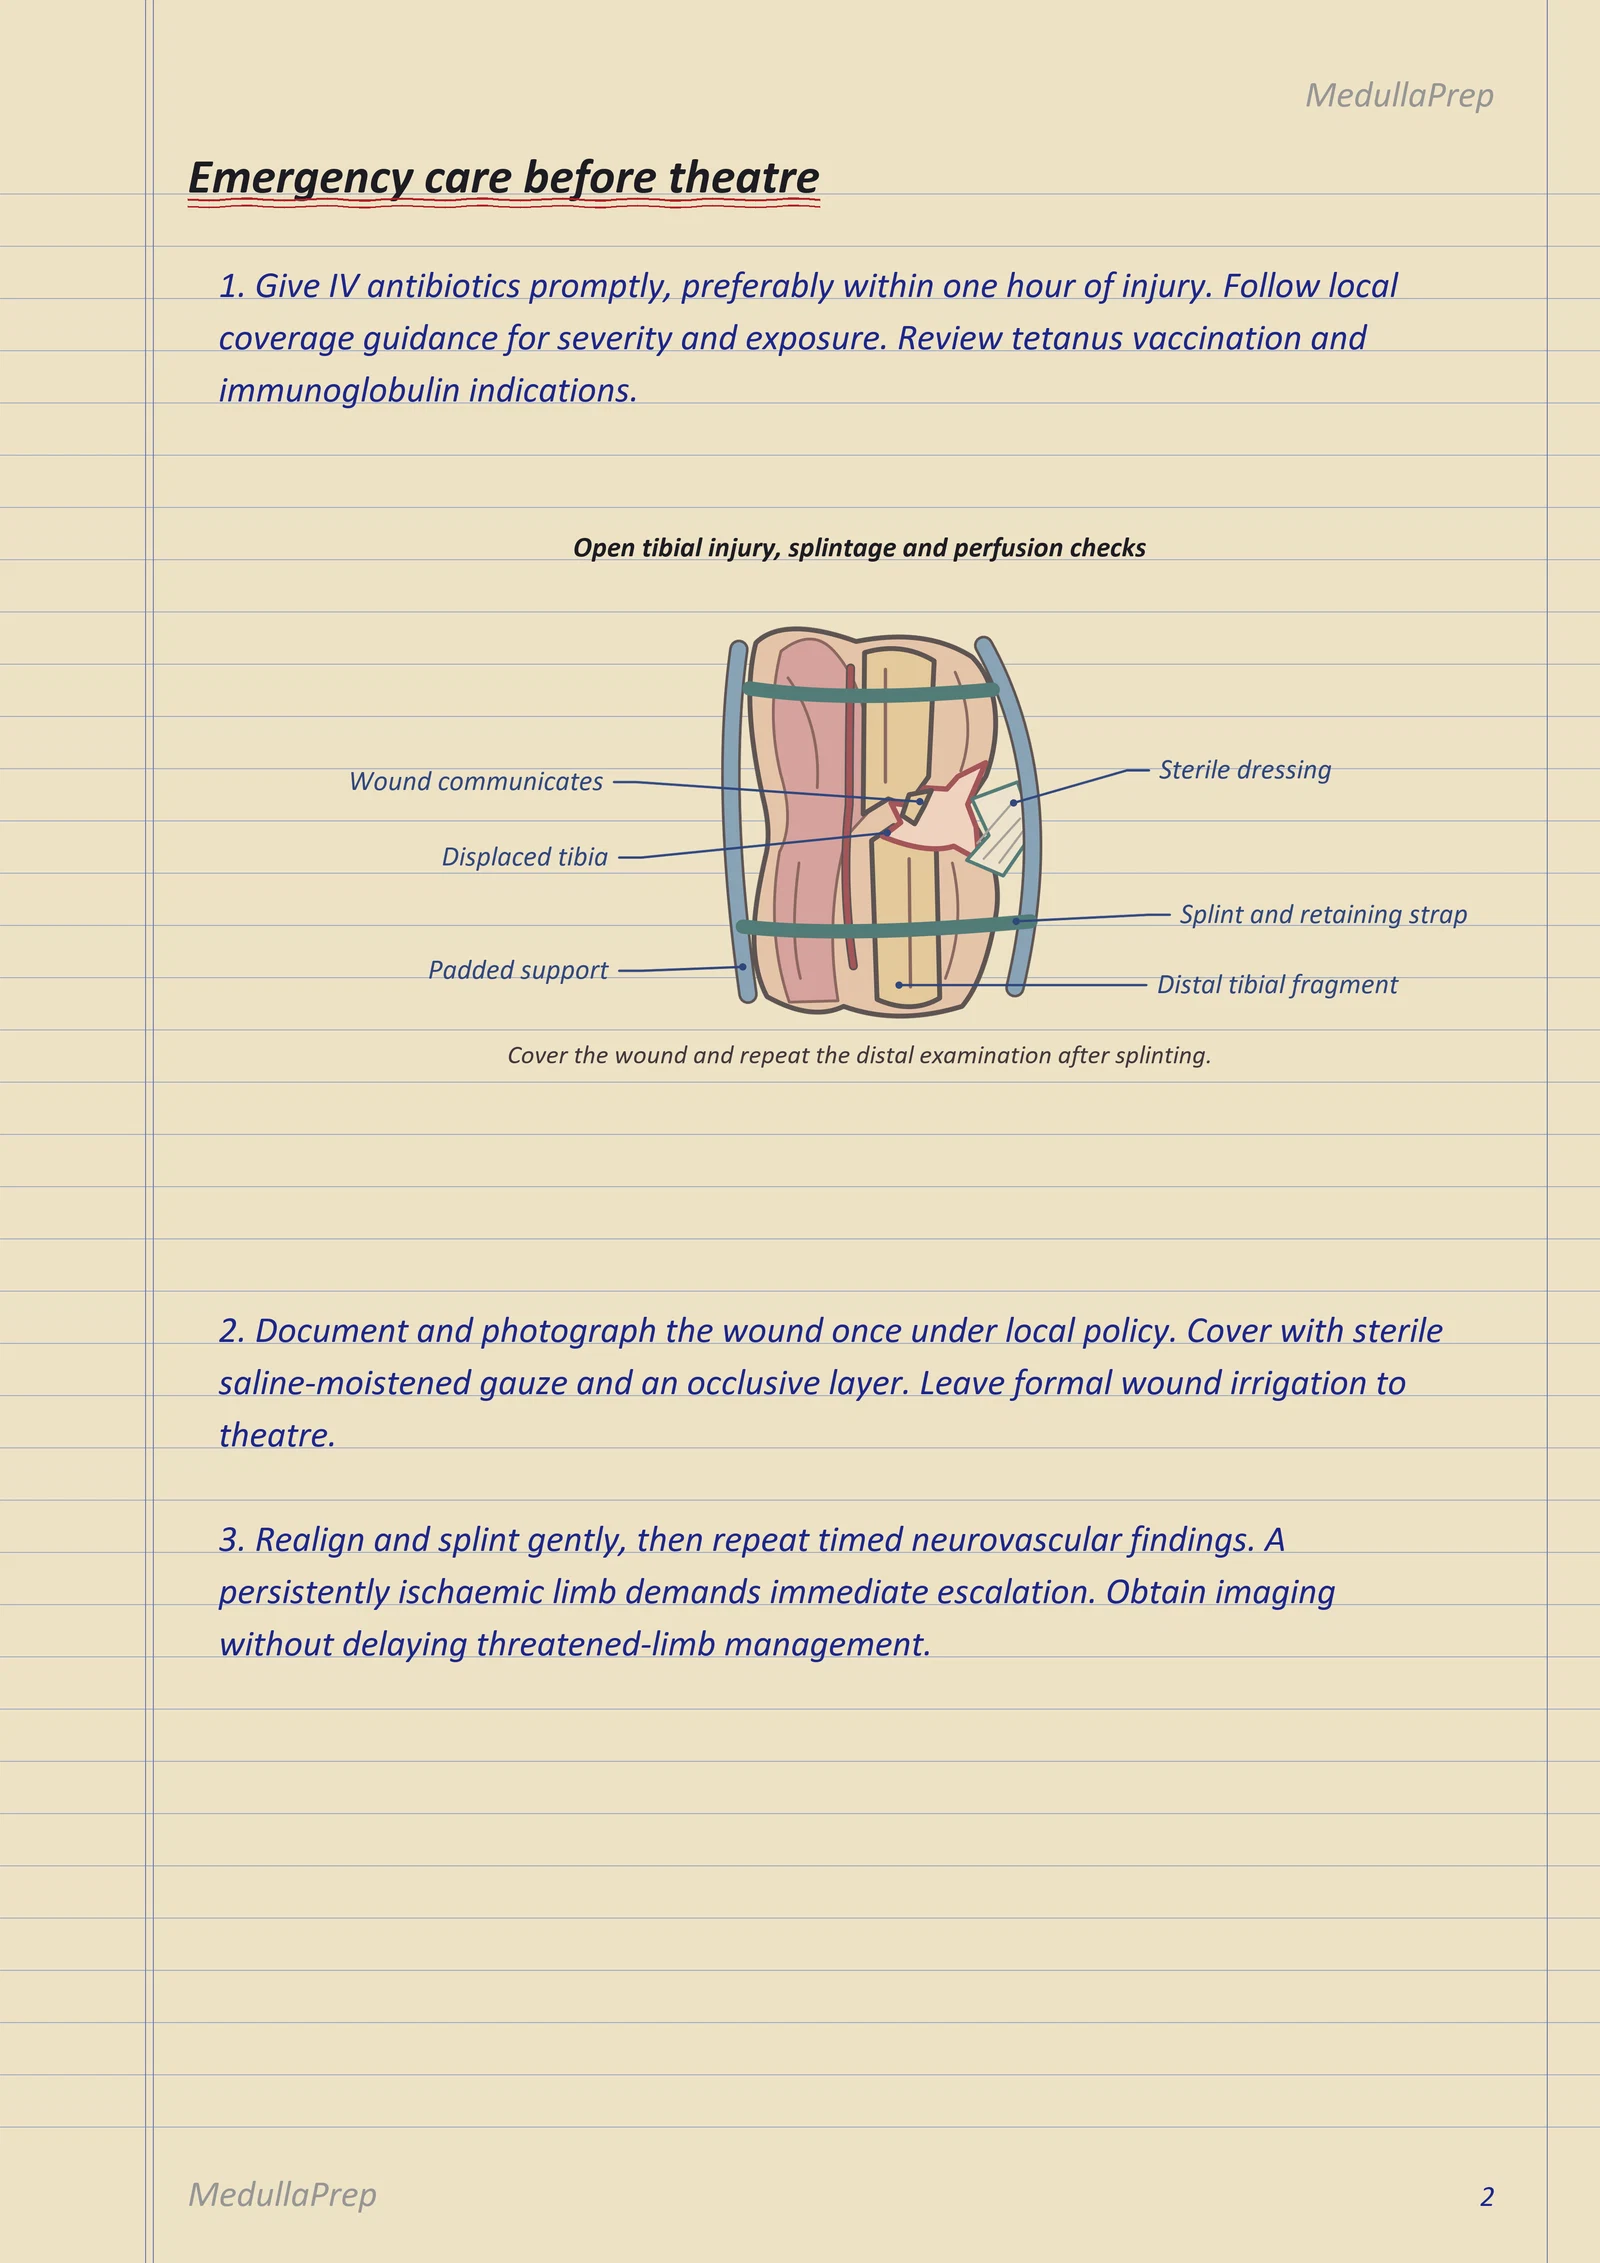 MedullaPrep
Emergency care before theatre
1. Give IV antibiotics promptly, preferably within one hour of injury. Follow local
coverage guidance for severity and exposure. Review tetanus vaccination and
immunoglobulin indications.
Open tibial injury, splintage and perfusion checks
Wound communicates
Sterile dressing
Displaced tibia
Splint and retaining strap
Padded support
Distal tibial fragment
Cover the wound and repeat the distal examination after splinting.
2. Document and photograph the wound once under local policy. Cover with sterile
saline-moistened gauze and an occlusive layer. Leave formal wound irrigation to
theatre.
3. Realign and splint gently, then repeat timed neurovascular findings. A
persistently ischaemic limb demands immediate escalation. Obtain imaging
without delaying threatened-limb management.
MedullaPrep
2